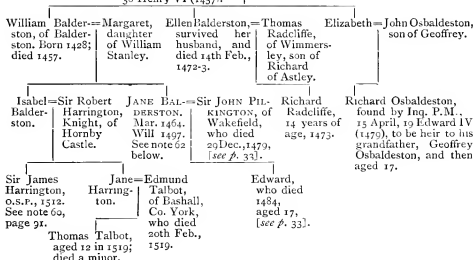 30 Henry VI (1457).
William Balder-=Margaret, EllenBalderston,=Thomas Elizabeth=John Osbaldeston,
ston, of Balder- daughter survived her Radcliffe, son of Geoffrey.
ston. Born 1428; of William husband, and of Wimmers-
died 1457. Stanley. died 14th Feb., ley, son of
1472-3. Richard
of Astley.
Isabel=Sir Robert JANE BAL-=Sir JOHN PIL- Richard Richard Osbaldeston,
Balder- Harrington, DERSTON. KINGTON, of Radcliffe, found by Inq. P.M.,
ston. Knight, of Mar. 1464. Wakefield, 14 years of 15 April, 19 Edward IV
Hornby Will 1497. who died age, 1473. (1479), to be heir to his
Castle. See note 62 29Dec.,1479, grandfather, Geoffrey
below. [see p. 33]. Osbaldeston, and then
aged 17.
Sir James Jane=Edmund Edward,
Harrington, Harring- Talbot, who died
O.S.P., 1512. ton. of Bashall, 1484,
See note 60, Co. York, aged 17,
page 91. who died [see p. 33].
Thomas Talbot, 20th Feb.,
aged 12 in 1519; 1519.
died a minor.